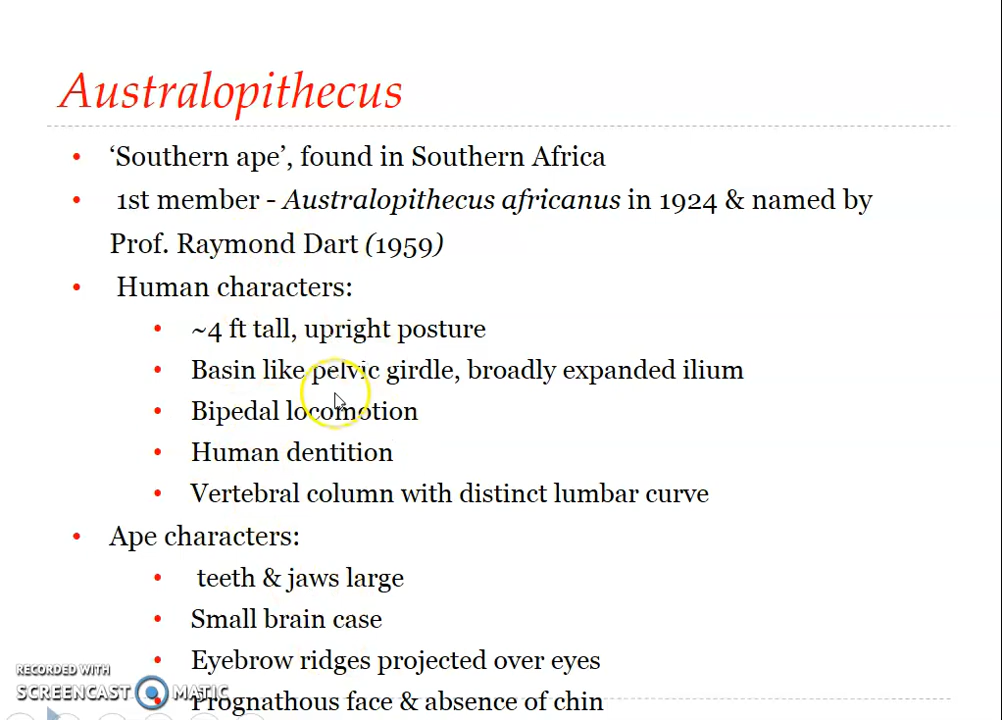 Australopithecus
• ‘Southern ape’, found in Southern Africa
• 1st member - Australopithecus africanus in 1924 & named by
Prof. Raymond Dart (1959)
• Human characters:
• ~4 ft tall, upright posture
• Basin like pelvic girdle, broadly expanded ilium
• Bipedal locomotion
• Human dentition
• Vertebral column with distinct lumbar curve
• Ape characters:
• teeth & jaws large
• Small brain case
• Eyebrow ridges projected over eyes
• Prognathous face & absence of chin
RECORDED WITH
SCREENCAST MATIC